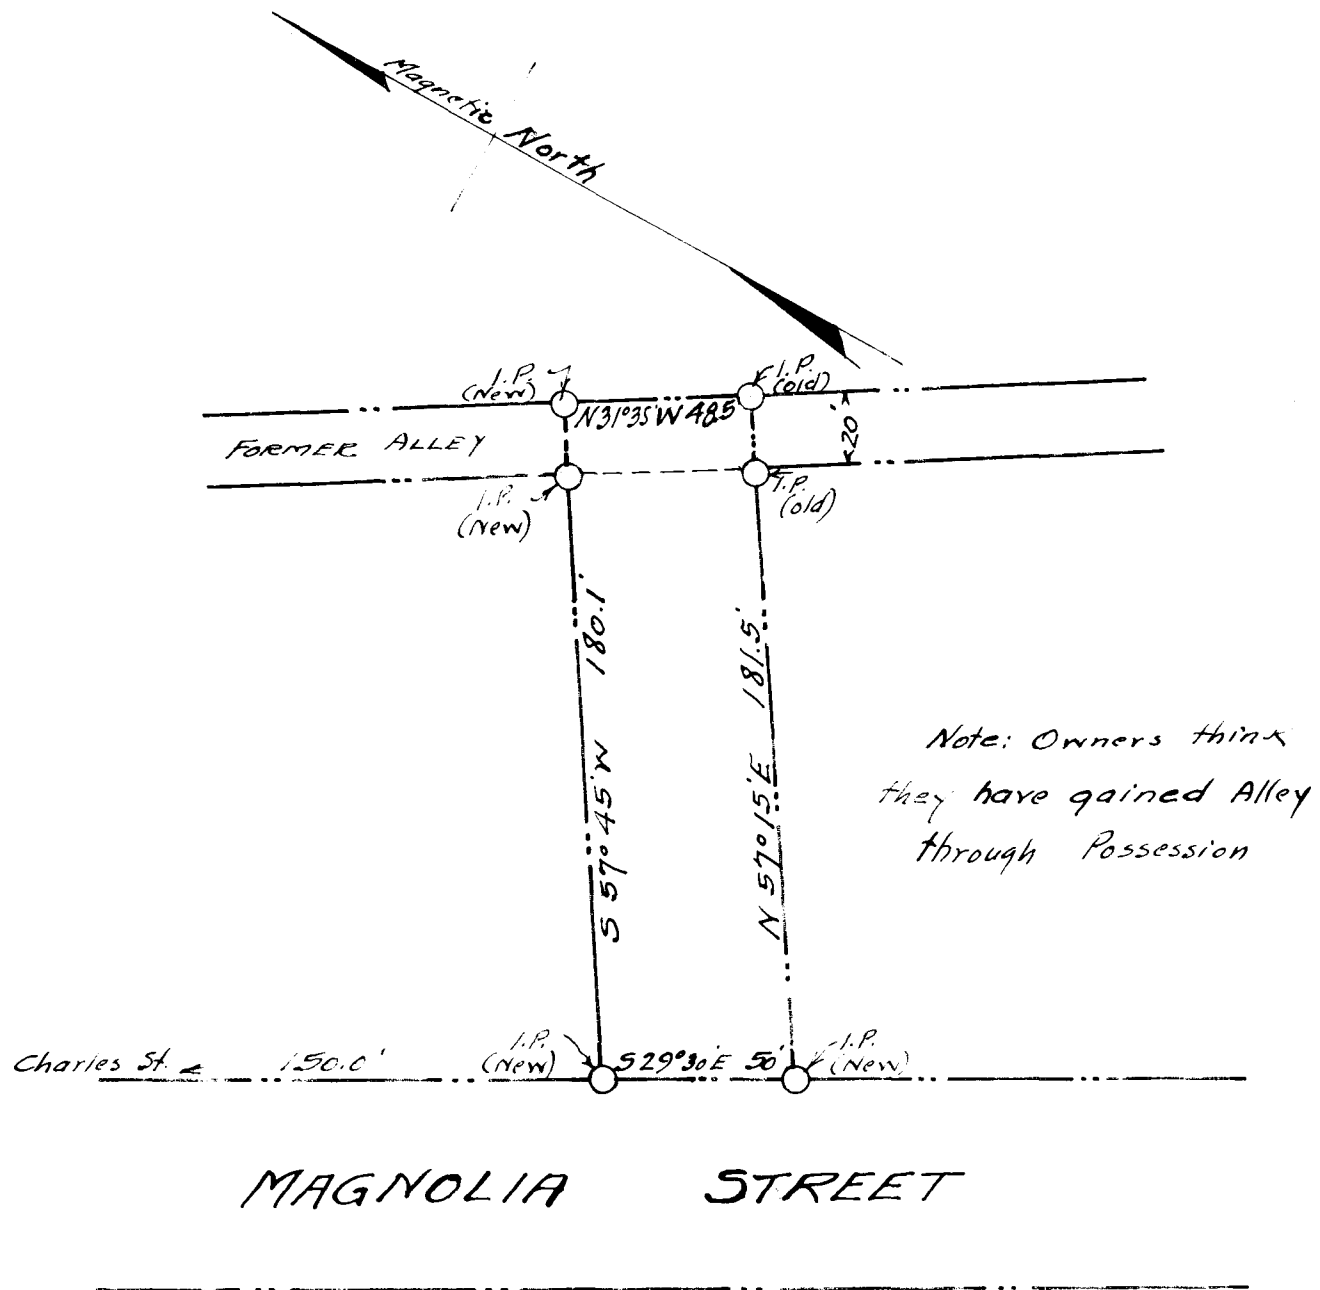 Magnetic North
I.P.
(New)
I.P.
(old)
N31°35'W 48.5
20'
FORMER ALLEY
I.P.
(New)
I.P.
(old)
S 57°45'W 180.1'
N 57°15'E 181.5'
Note: Owners think
they have gained Alley
through Possession
Charles St. 150.0'
I.P.
(New)
S29°30'E 50'
I.P.
(New)
MAGNOLIA STREET